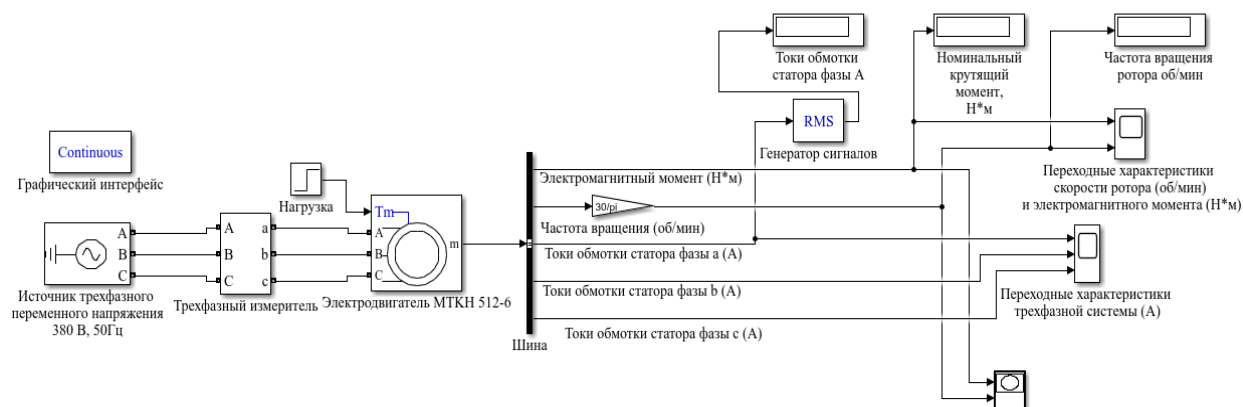 Токи обмотки
статора фазы А
Номинальный
крутящий
момент,
Н*м
Частота вращения
ротора об/мин
RMS
Генератор сигналов
Continuous
Графический интерфейс
Переходные характеристики
скорости ротора (об/мин)
и электромагнитного момента (Н*м)
Нагрузка
Электромагнитный момент (Н*м)
30/pi
Частота вращения (об/мин)
Tm
A
B
C
m
A
B
C
A
B
C
a
b
c
Источник трехфазного
переменного напряжения
380 В, 50Гц
Трехфазный измеритель
Электродвигатель МТКН 512-6
Токи обмотки статора фазы a (А)
Токи обмотки статора фазы b (А)
Токи обмотки статора фазы c (А)
Переходные характеристики
трехфазной системы (А)
Шина